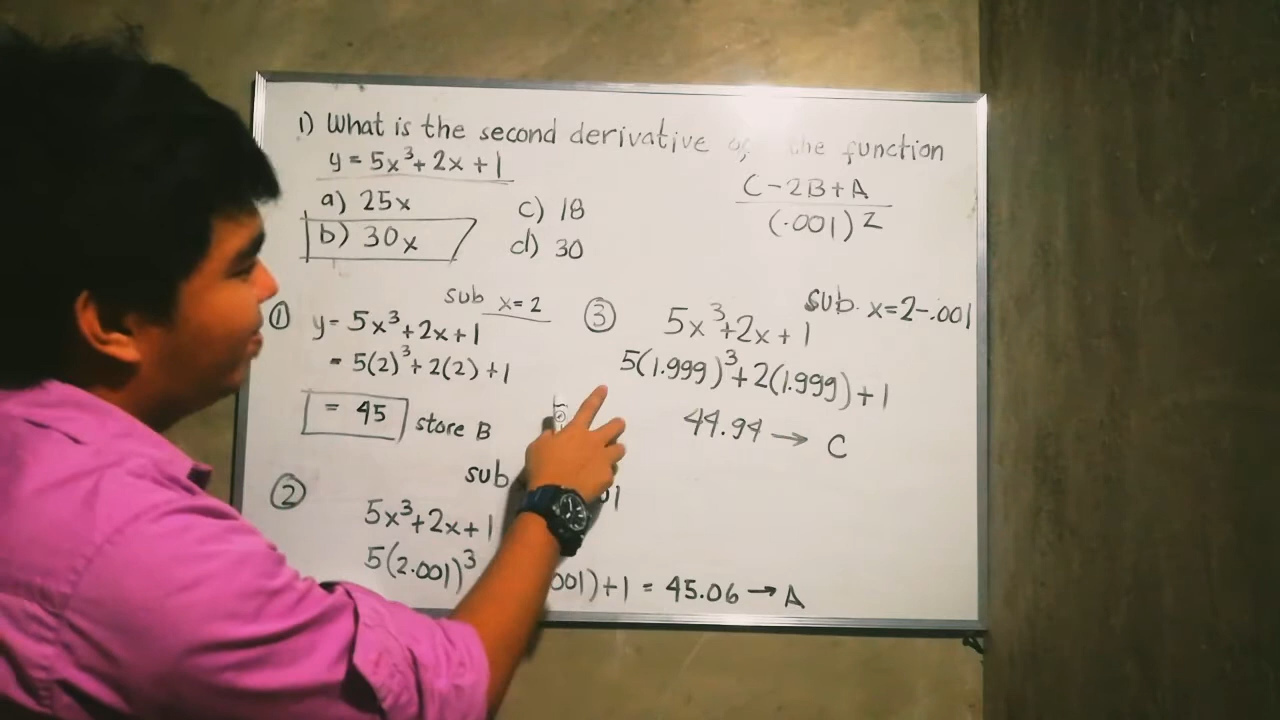 1) What is the second derivative of the function
y = 5x³ + 2x + 1
a) 25x
c) 18
b) 30x
d) 30
C - 2B + A
(.001)²
① sub x = 2
y = 5x³ + 2x + 1
= 5(2)³ + 2(2) + 1
= 45 store B
② sub
5x³ + 2x + 1
5(2.001)³ 001) + 1 = 45.06 → A
③ sub. x = 2 - .001
5x³ + 2x + 1
5(1.999)³ + 2(1.999) + 1
44.94 → C